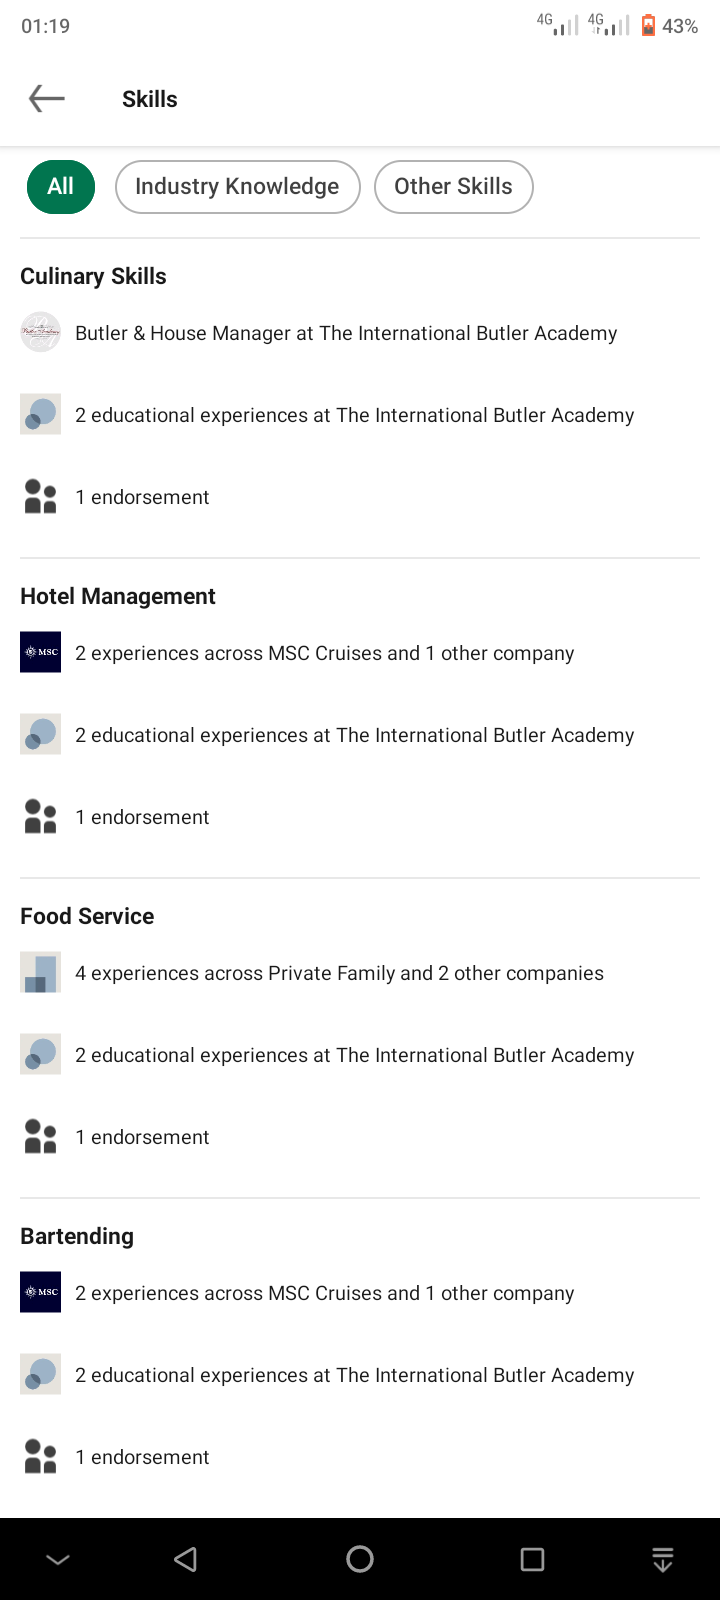 01:19
4G 4G 43%
Skills
All Industry Knowledge Other Skills
Culinary Skills
Butler & House Manager at The International Butler Academy
2 educational experiences at The International Butler Academy
1 endorsement
Hotel Management
MSC 2 experiences across MSC Cruises and 1 other company
2 educational experiences at The International Butler Academy
1 endorsement
Food Service
4 experiences across Private Family and 2 other companies
2 educational experiences at The International Butler Academy
1 endorsement
Bartending
MSC 2 experiences across MSC Cruises and 1 other company
2 educational experiences at The International Butler Academy
1 endorsement